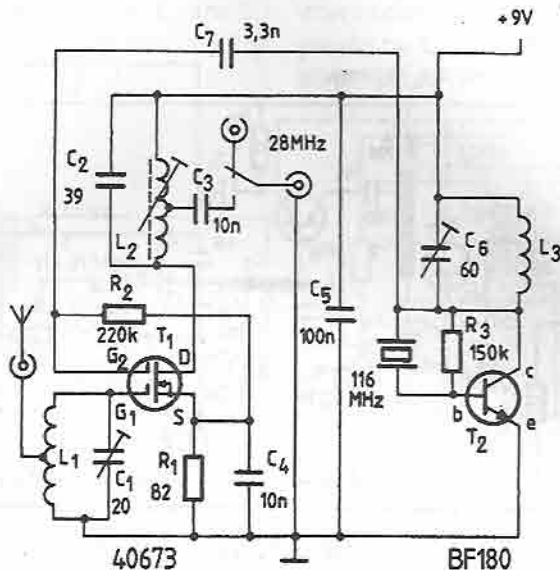 +9V
C7 3,3n
28MHz
C2
39
C3
10n
L2
C6
60
L3
R2
220k
T1
C5
100n
R3
150k
G2
D
116
MHz
c
G1
S
b
e
T2
L1
C1
20
R1
82
C4
10n
40673
BF180